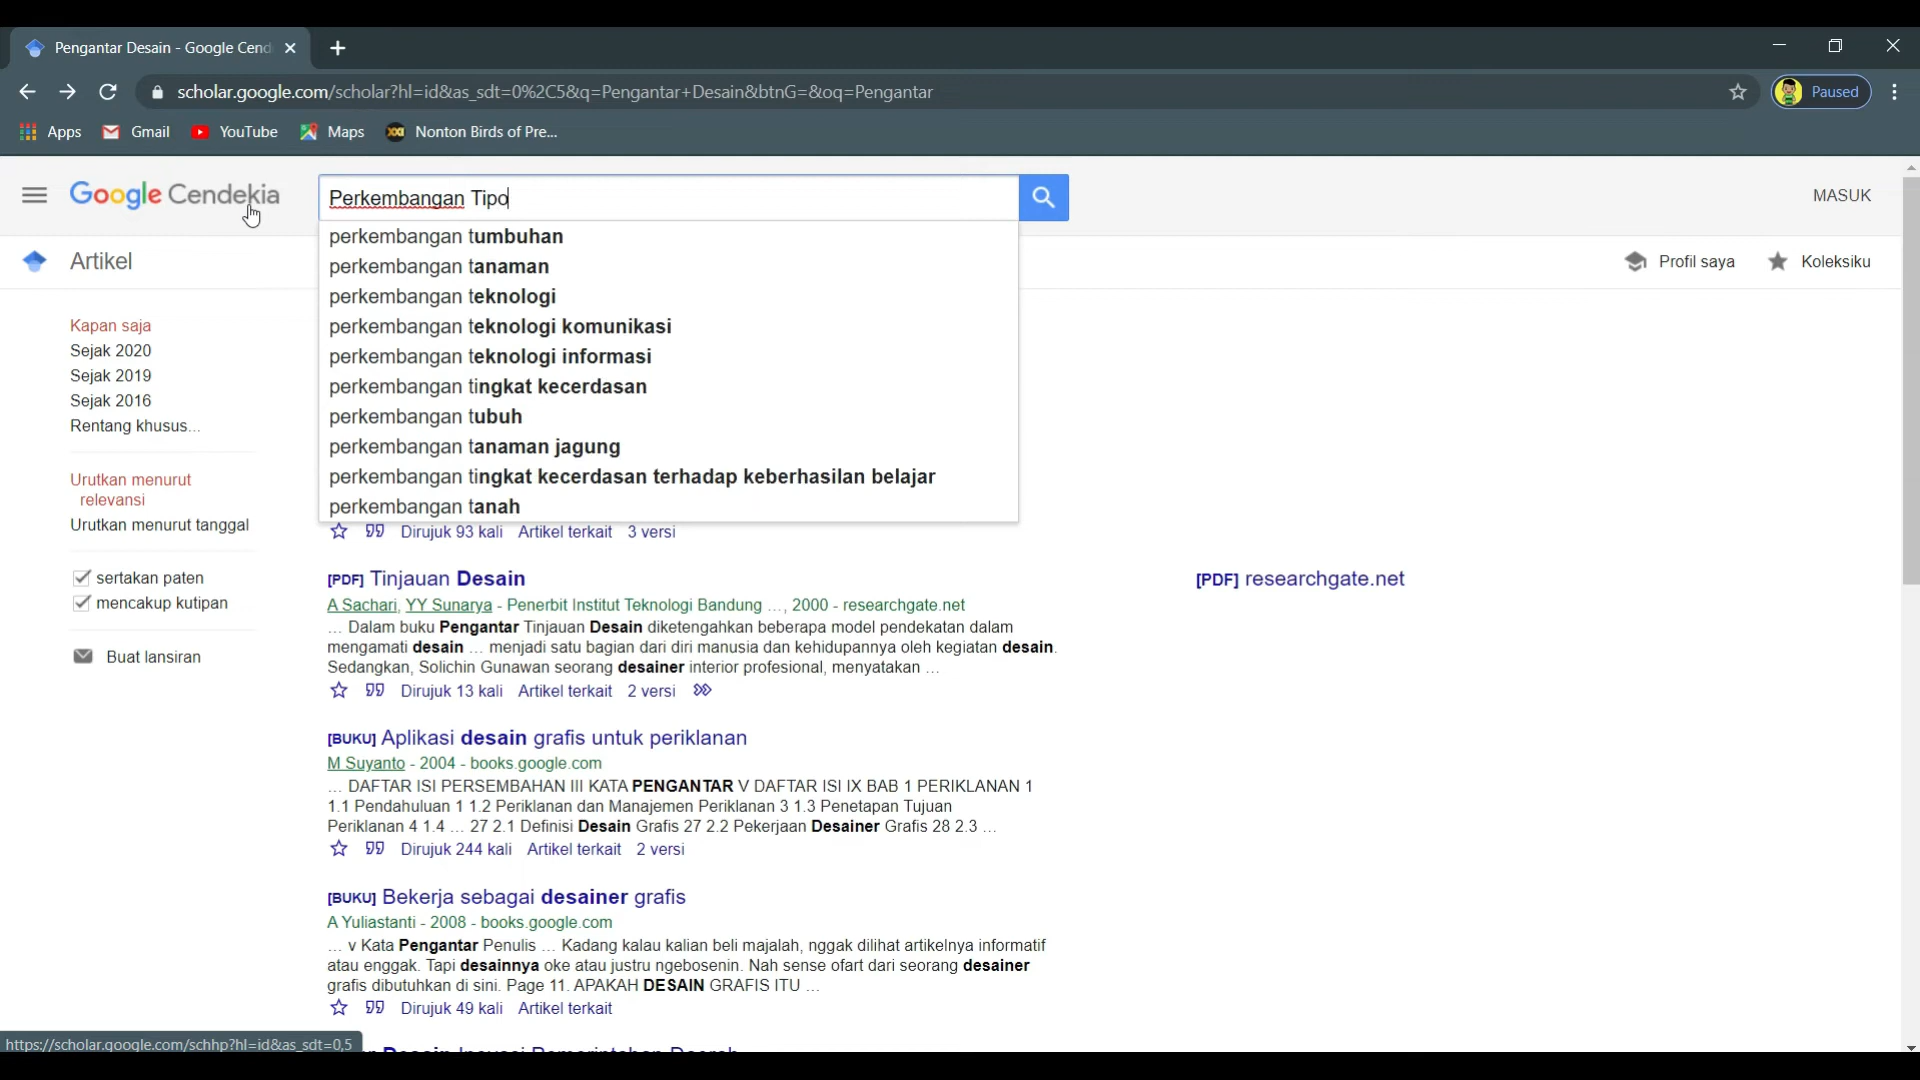 Pengantar Desain - Google Cend
scholar.google.com/scholar?hl=id&as_sdt=0%2C5&q=Pengantar+Desain&btnG=&oq=Pengantar
Paused
Apps Gmail YouTube Maps Nonton Birds of Pre...
Google Cendekia
Perkembangan Tipo
MASUK
Artikel
Profil saya
Koleksiku
perkembangan tumbuhan
perkembangan tanaman
perkembangan teknologi
perkembangan teknologi komunikasi
perkembangan teknologi informasi
perkembangan tingkat kecerdasan
perkembangan tubuh
perkembangan tanaman jagung
perkembangan tingkat kecerdasan terhadap keberhasilan belajar
perkembangan tanah
Kapan saja
Sejak 2020
Sejak 2019
Sejak 2016
Rentang khusus...
Urutkan menurut
relevansi
Urutkan menurut tanggal
sertakan paten
mencakup kutipan
Buat lansiran
Dirujuk 93 kali Artikel terkait 3 versi
[PDF] Tinjauan Desain
[PDF] researchgate.net
A Sachari, YY Sunarya - Penerbit Institut Teknologi Bandung …, 2000 - researchgate.net
… Dalam buku Pengantar Tinjauan Desain diketengahkan beberapa model pendekatan dalam
mengamati desain … menjadi satu bagian dari diri manusia dan kehidupannya oleh kegiatan desain.
Sedangkan, Solichin Gunawan seorang desainer interior profesional, menyatakan …
Dirujuk 13 kali Artikel terkait 2 versi
[BUKU] Aplikasi desain grafis untuk periklanan
M Suyanto - 2004 - books.google.com
… DAFTAR ISI PERSEMBAHAN III KATA PENGANTAR V DAFTAR ISI IX BAB 1 PERIKLANAN 1
1.1 Pendahuluan 1 1.2 Periklanan dan Manajemen Periklanan 3 1.3 Penetapan Tujuan
Periklanan 4 1.4 … 27 2.1 Definisi Desain Grafis 27 2.2 Pekerjaan Desainer Grafis 28 2.3 …
Dirujuk 244 kali Artikel terkait 2 versi
[BUKU] Bekerja sebagai desainer grafis
A Yuliastanti - 2008 - books.google.com
… v Kata Pengantar Penulis … Kadang kalau kalian beli majalah, nggak dilihat artikelnya informatif
atau enggak. Tapi desainnya oke atau justru ngebosenin. Nah sense ofart dari seorang desainer
grafis dibutuhkan di sini. Page 11. APAKAH DESAIN GRAFIS ITU …
Dirujuk 49 kali Artikel terkait
https://scholar.google.com/schhp?hl=id&as_sdt=0,5